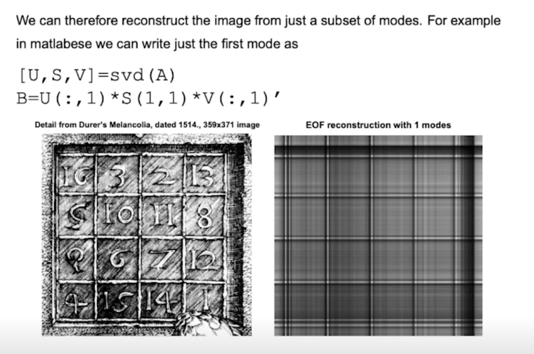 We can therefore reconstruct the image from just a subset of modes. For example
in matlabese we can write just the first mode as
[U,S,V]=svd(A)
B=U(:,1)*S(1,1)*V(:,1)’
Detail from Durer's Melancolia, dated 1514., 359x371 image
EOF reconstruction with 1 modes
16 3 2 13
5 10 11 8
9 6 7 12
4 15 14 1